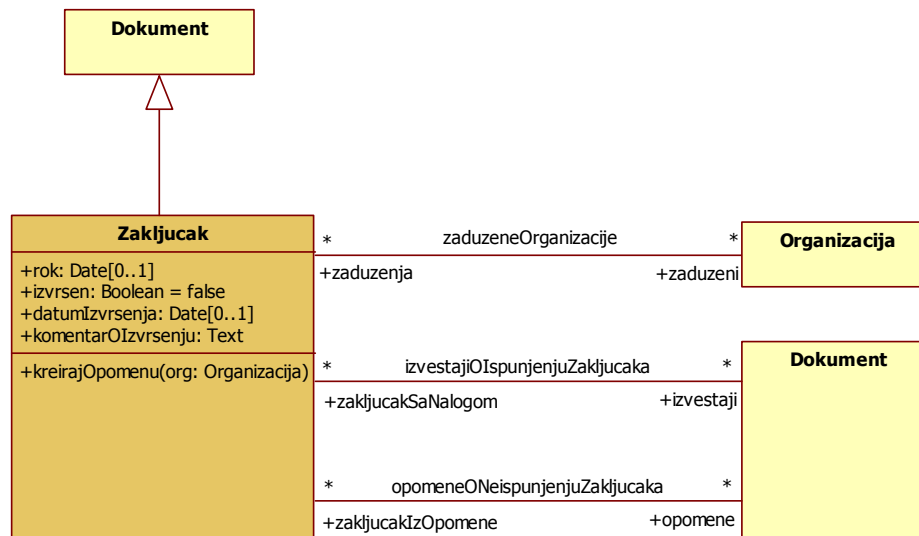 Dokument
Zakljucak
+rok: Date[0..1]
+izvrsen: Boolean = false
+datumIzvrsenja: Date[0..1]
+komentarOIzvrsenju: Text
+kreirajOpomenu(org: Organizacija)
* zaduzeneOrganizacije *
+zaduzenja +zaduzeni
Organizacija
* izvestajiOIspunjenjuZakljucaka *
+zakljucakSaNalogom +izvestaji
Dokument
* opomeneONeispunjenjuZakljucaka *
+zakljucakIzOpomene +opomene